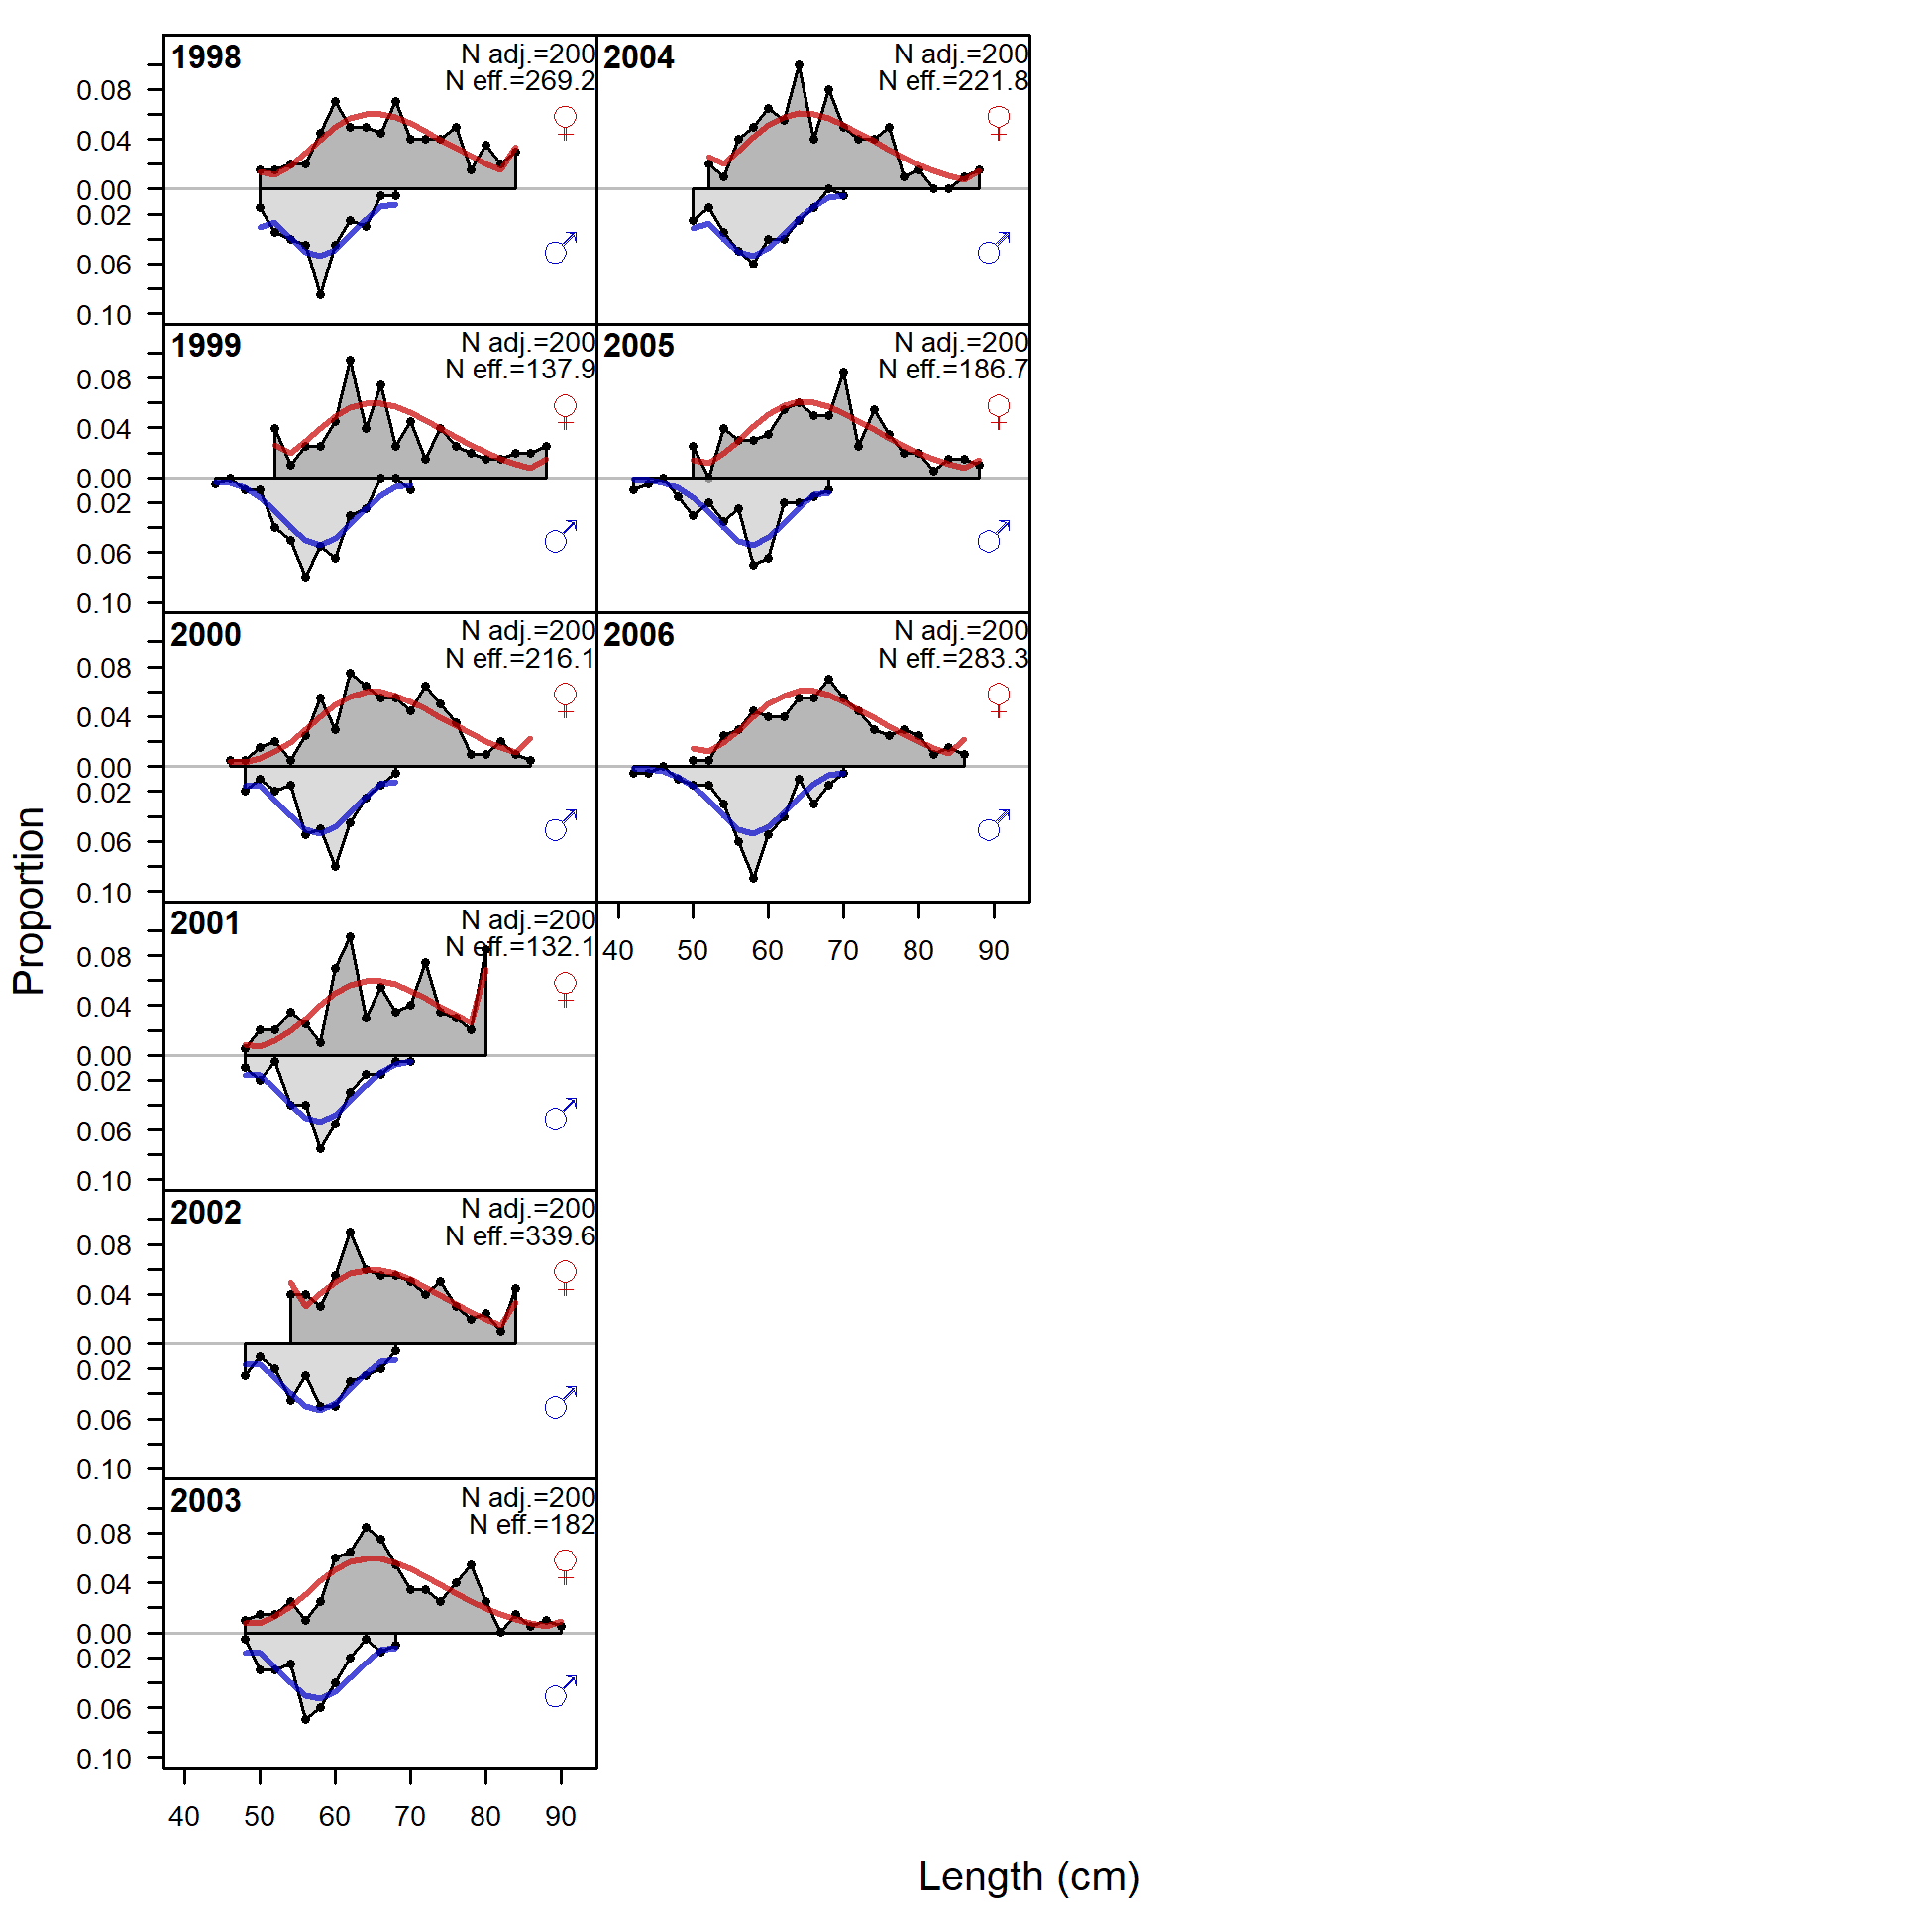 Proportion
1998
N adj.=200
N eff.=269.2
0.08
0.04
0.00
0.02
0.06
0.10
1999
N adj.=200
N eff.=137.9
0.08
0.04
0.00
0.02
0.06
0.10
2000
N adj.=200
N eff.=216.1
0.08
0.04
0.00
0.02
0.06
0.10
2001
N adj.=200
N eff.=132.1
0.08
0.04
0.00
0.02
0.06
0.10
2002
N adj.=200
N eff.=339.6
0.08
0.04
0.00
0.02
0.06
0.10
2003
N adj.=200
N eff.=182
0.08
0.04
0.00
0.02
0.06
0.10
40 50 60 70 80 90
2004
N adj.=200
N eff.=221.8
2005
N adj.=200
N eff.=186.7
2006
N adj.=200
N eff.=283.3
40 50 60 70 80 90
Length (cm)